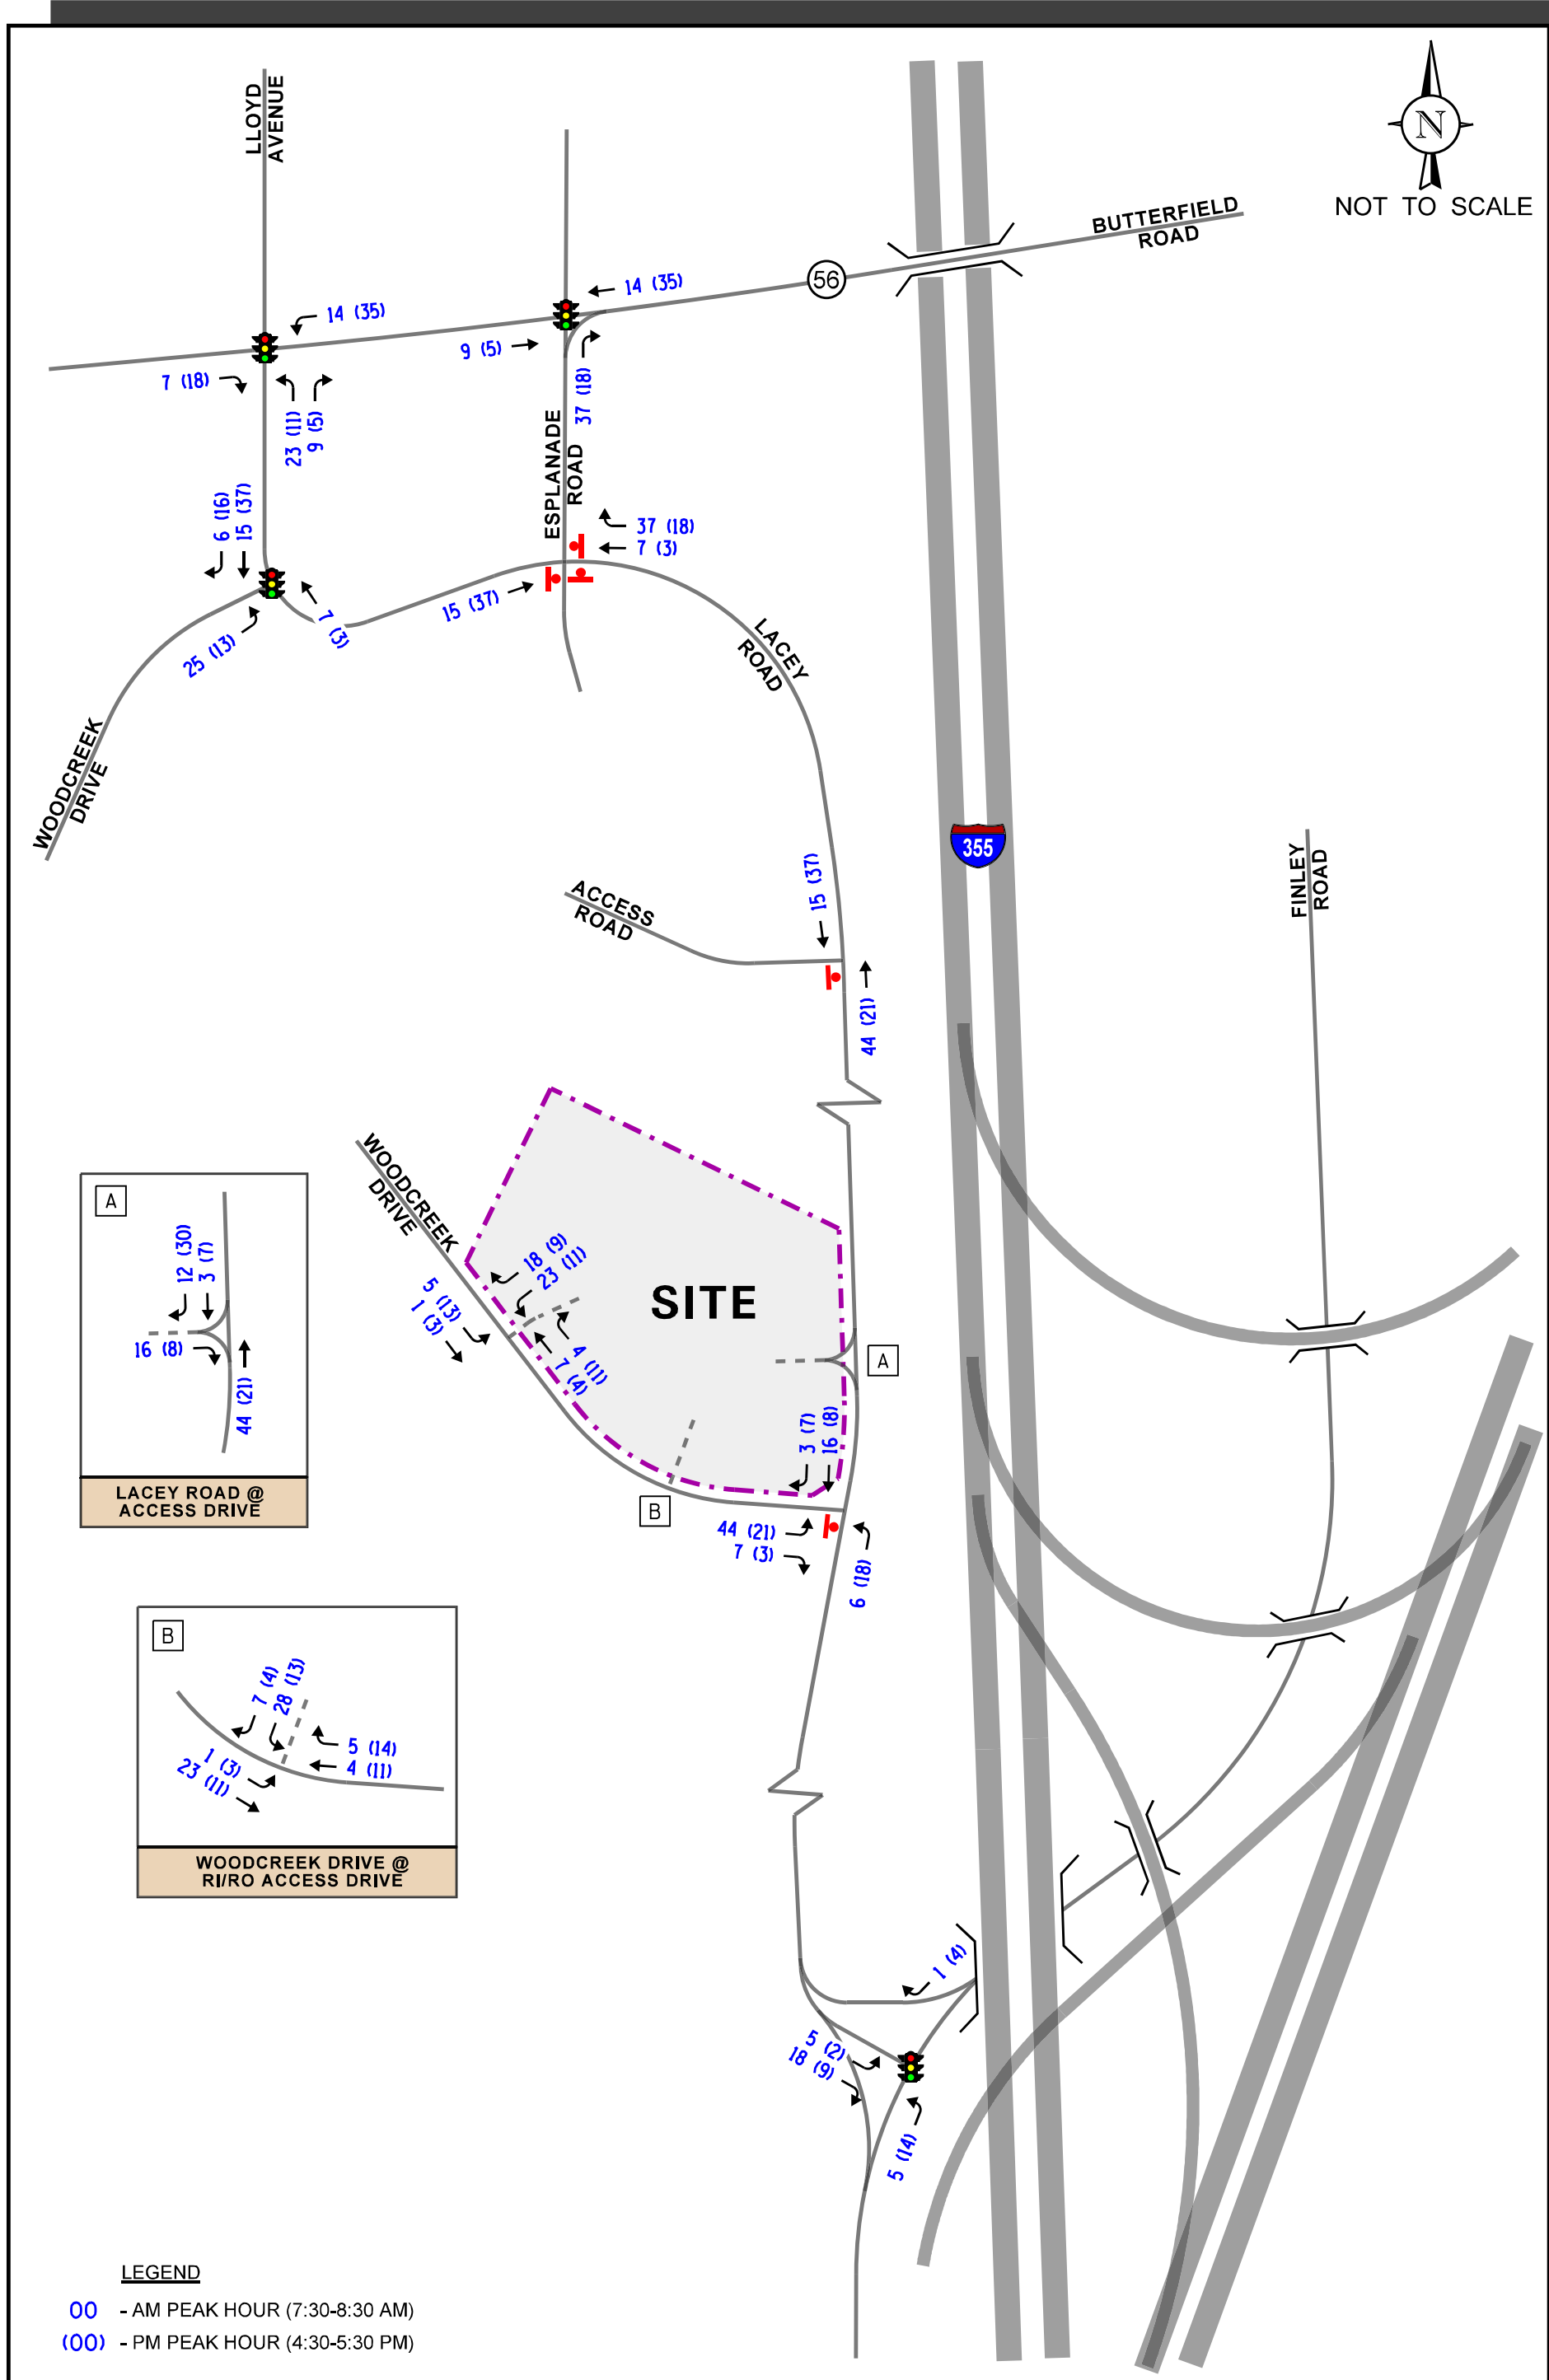 LLOYD
AVENUE
N
NOT TO SCALE
BUTTERFIELD
ROAD
56
14 (35)
14 (35)
9 (5)
7 (18)
23 (11)
9 (5)
37 (18)
ESPLANADE
ROAD
6 (16)
15 (37)
37 (18)
7 (3)
15 (37)
7 (3)
25 (13)
LACEY
ROAD
WOODCREEK
DRIVE
355
FINLEY
ROAD
15 (37)
ACCESS
ROAD
44 (21)
WOODCREEK
DRIVE
A
12 (30)
3 (7)
16 (8)
44 (21)
LACEY ROAD @
ACCESS DRIVE
18 (9)
23 (11)
5 (13)
1 (3)
4 (11)
7 (4)
SITE
A
3 (7)
16 (8)
B
44 (21)
7 (3)
6 (18)
B
7 (4)
28 (13)
5 (14)
4 (11)
1 (3)
23 (11)
WOODCREEK DRIVE @
RI/RO ACCESS DRIVE
1 (4)
5 (2)
18 (9)
5 (14)
LEGEND
00 - AM PEAK HOUR (7:30-8:30 AM)
(00) - PM PEAK HOUR (4:30-5:30 PM)